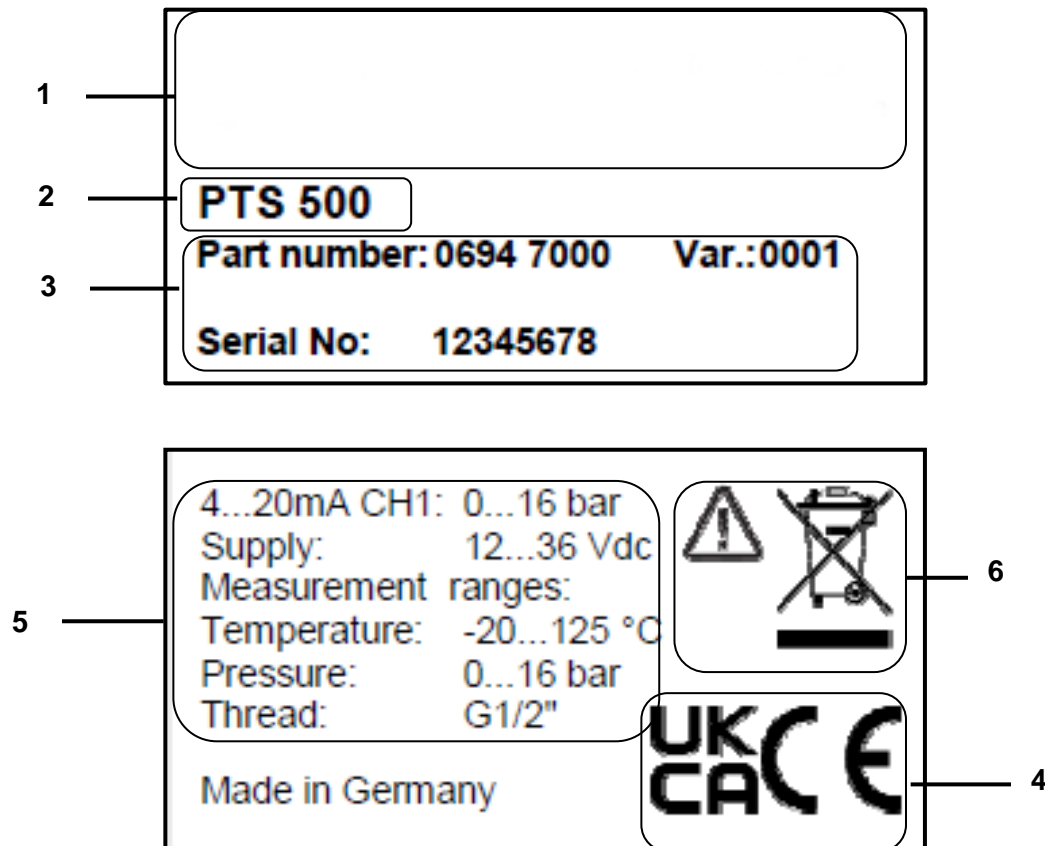 1
2
PTS 500
Part number: 0694 7000 Var.:0001
3
Serial No: 12345678
4...20mA CH1: 0...16 bar
Supply: 12...36 Vdc
Measurement ranges:
6
5
Temperature: -20...125 °C
Pressure: 0...16 bar
Thread: G1/2"
UK
CA CE
4
Made in Germany